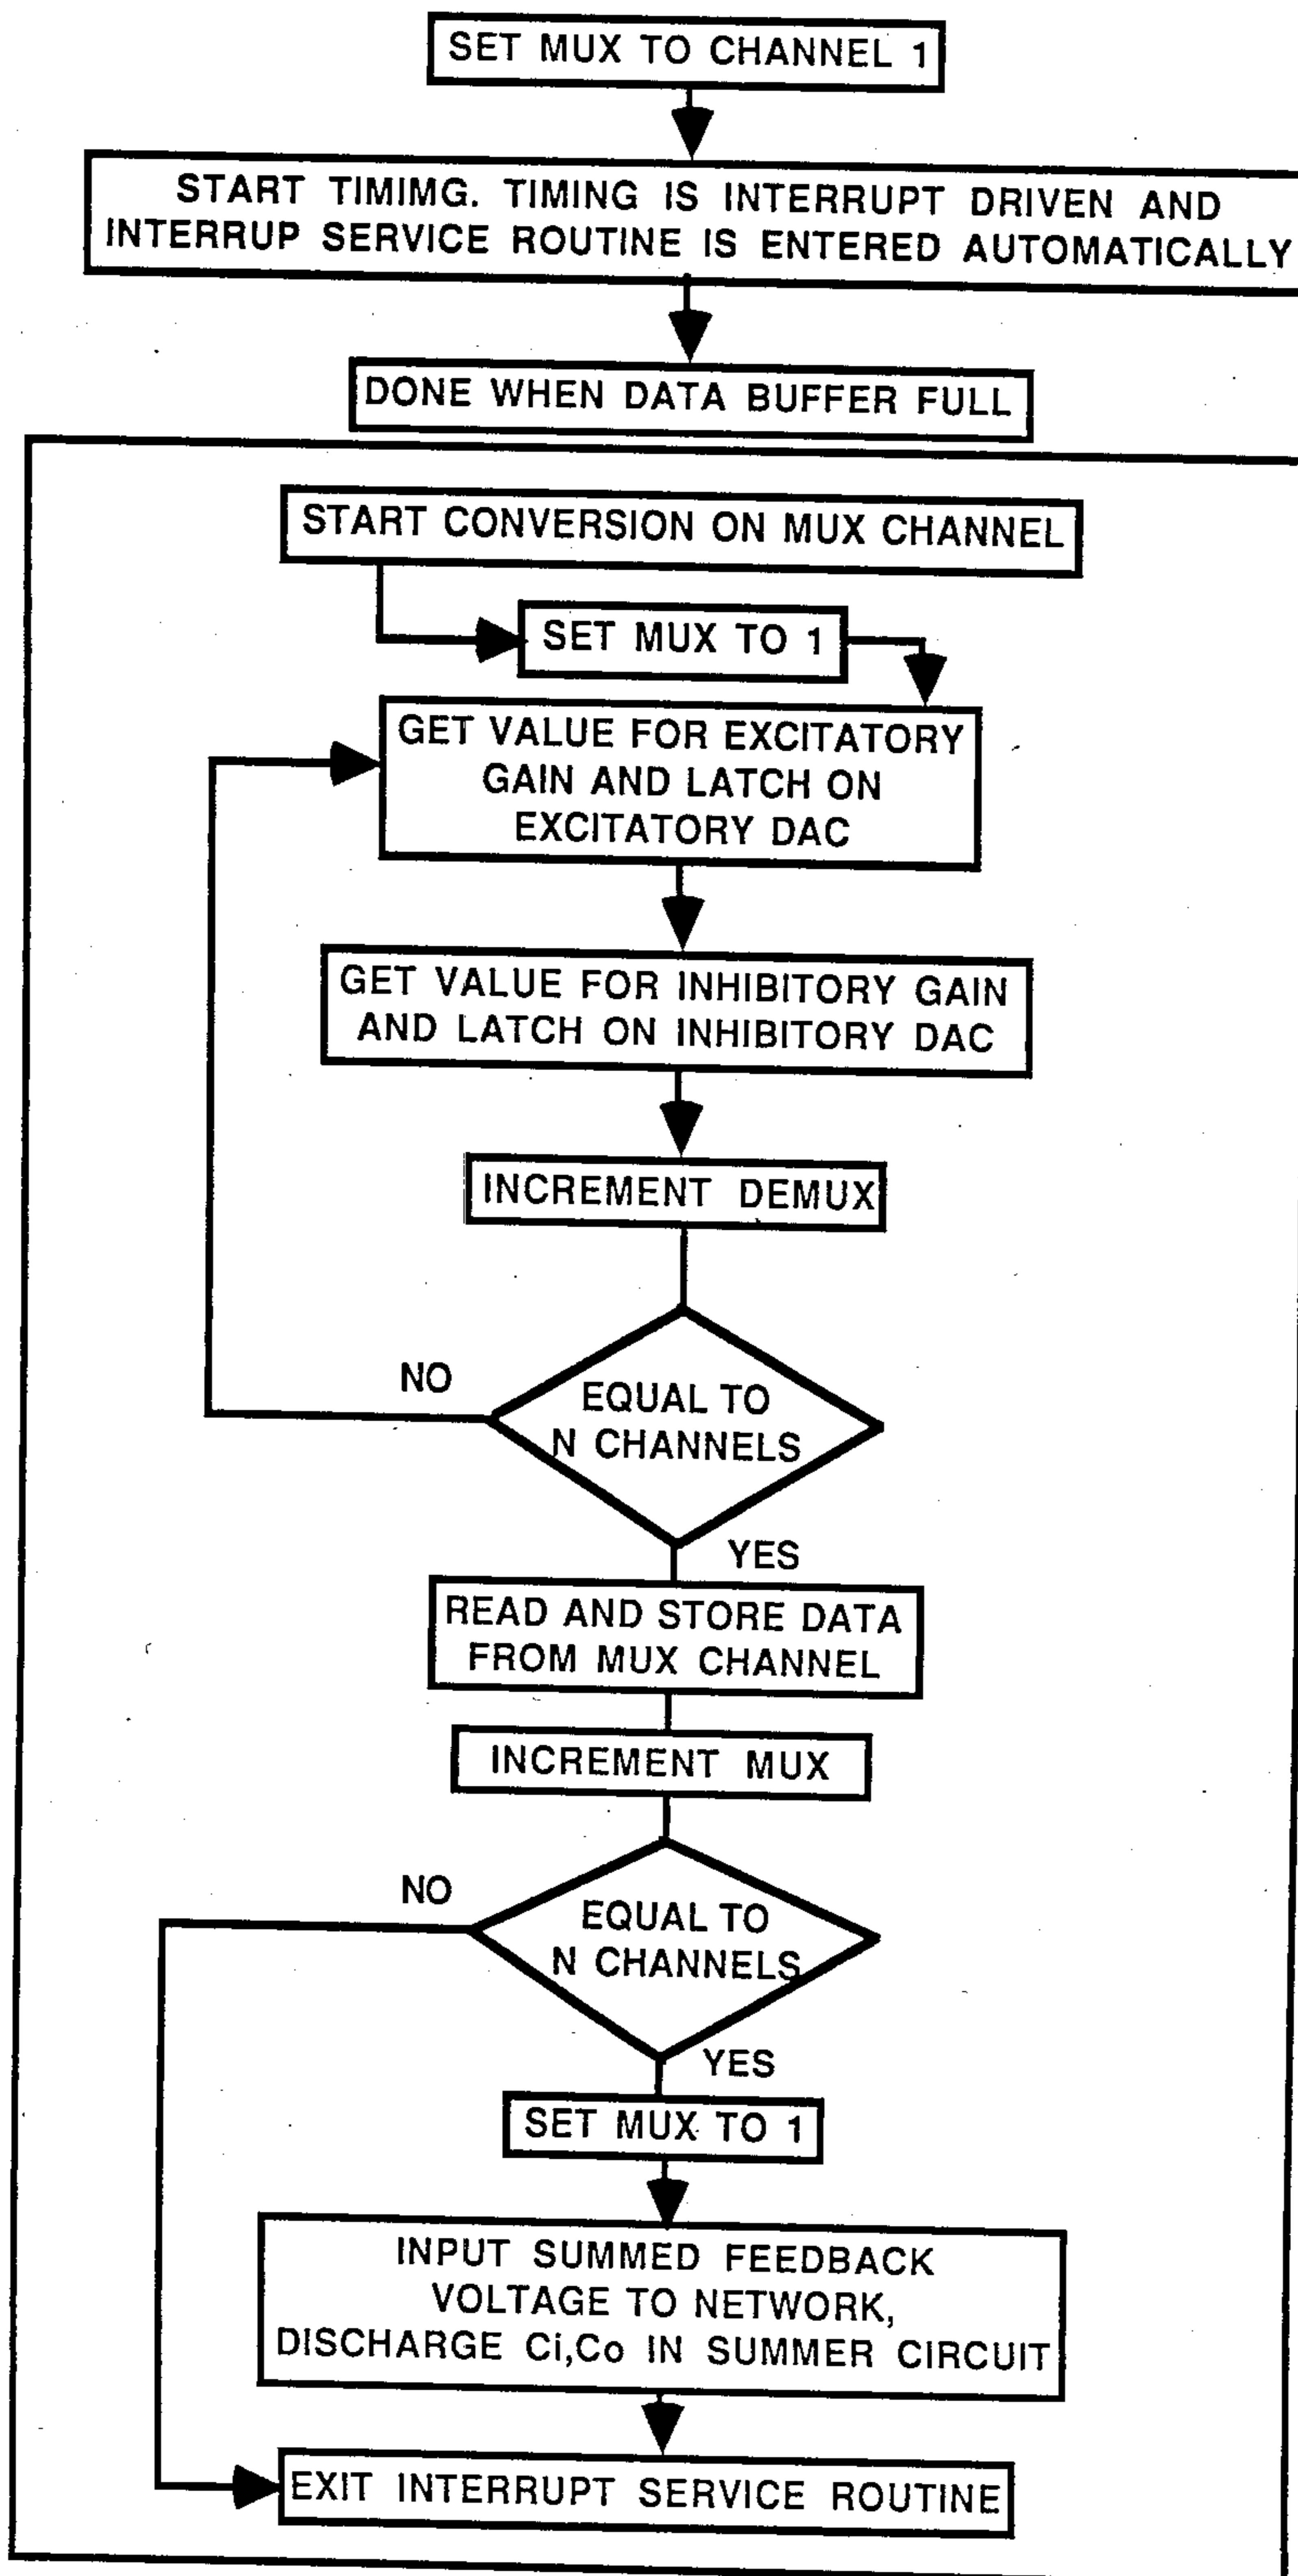 SET MUX TO CHANNEL 1
START TIMIMG. TIMING IS INTERRUPT DRIVEN AND
INTERRUP SERVICE ROUTINE IS ENTERED AUTOMATICALLY
DONE WHEN DATA BUFFER FULL
START CONVERSION ON MUX CHANNEL
SET MUX TO 1
GET VALUE FOR EXCITATORY
GAIN AND LATCH ON
EXCITATORY DAC
GET VALUE FOR INHIBITORY GAIN
AND LATCH ON INHIBITORY DAC
INCREMENT DEMUX
NO
EQUAL TO
N CHANNELS
YES
READ AND STORE DATA
FROM MUX CHANNEL
INCREMENT MUX
NO
EQUAL TO
N CHANNELS
YES
SET MUX TO 1
INPUT SUMMED FEEDBACK
VOLTAGE TO NETWORK,
DISCHARGE Ci,Co IN SUMMER CIRCUIT
EXIT INTERRUPT SERVICE ROUTINE